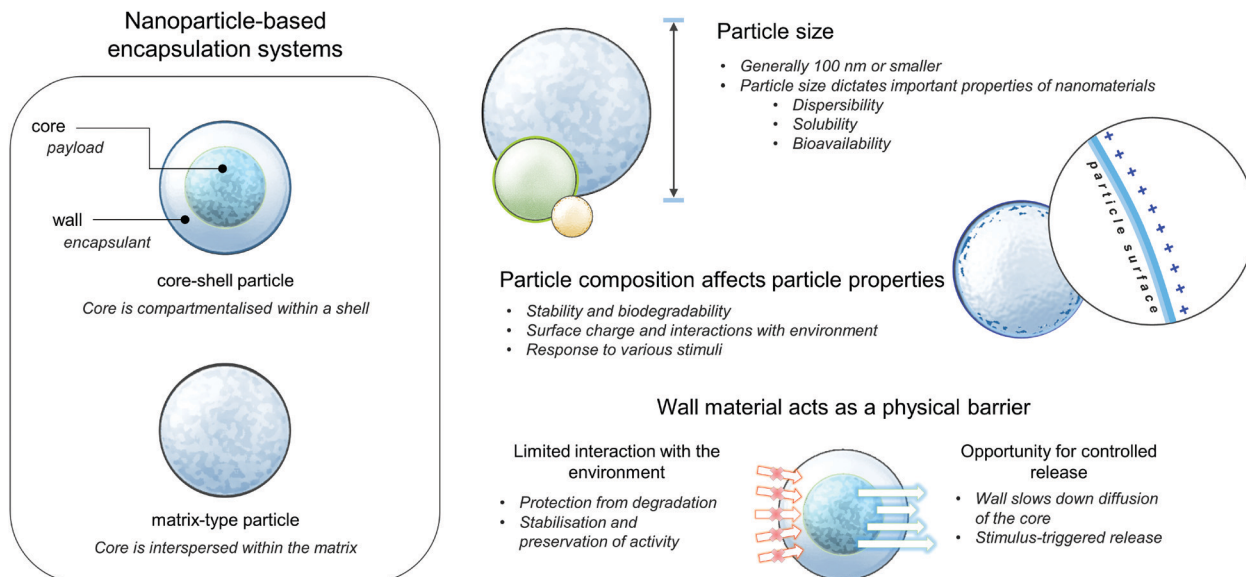 Nanoparticle-based
encapsulation systems
core
payload
wall
encapsulant
core-shell particle
Core is compartmentalised within a shell
matrix-type particle
Core is interspersed within the matrix
Particle size
• Generally 100 nm or smaller
• Particle size dictates important properties of nanomaterials
• Dispersibility
• Solubility
• Bioavailability
particle surface
+ + + + + + + + + +
Particle composition affects particle properties
• Stability and biodegradability
• Surface charge and interactions with environment
• Response to various stimuli
Wall material acts as a physical barrier
Limited interaction with the
environment
• Protection from degradation
• Stabilisation and
preservation of activity
Opportunity for controlled
release
• Wall slows down diffusion
of the core
• Stimulus-triggered release